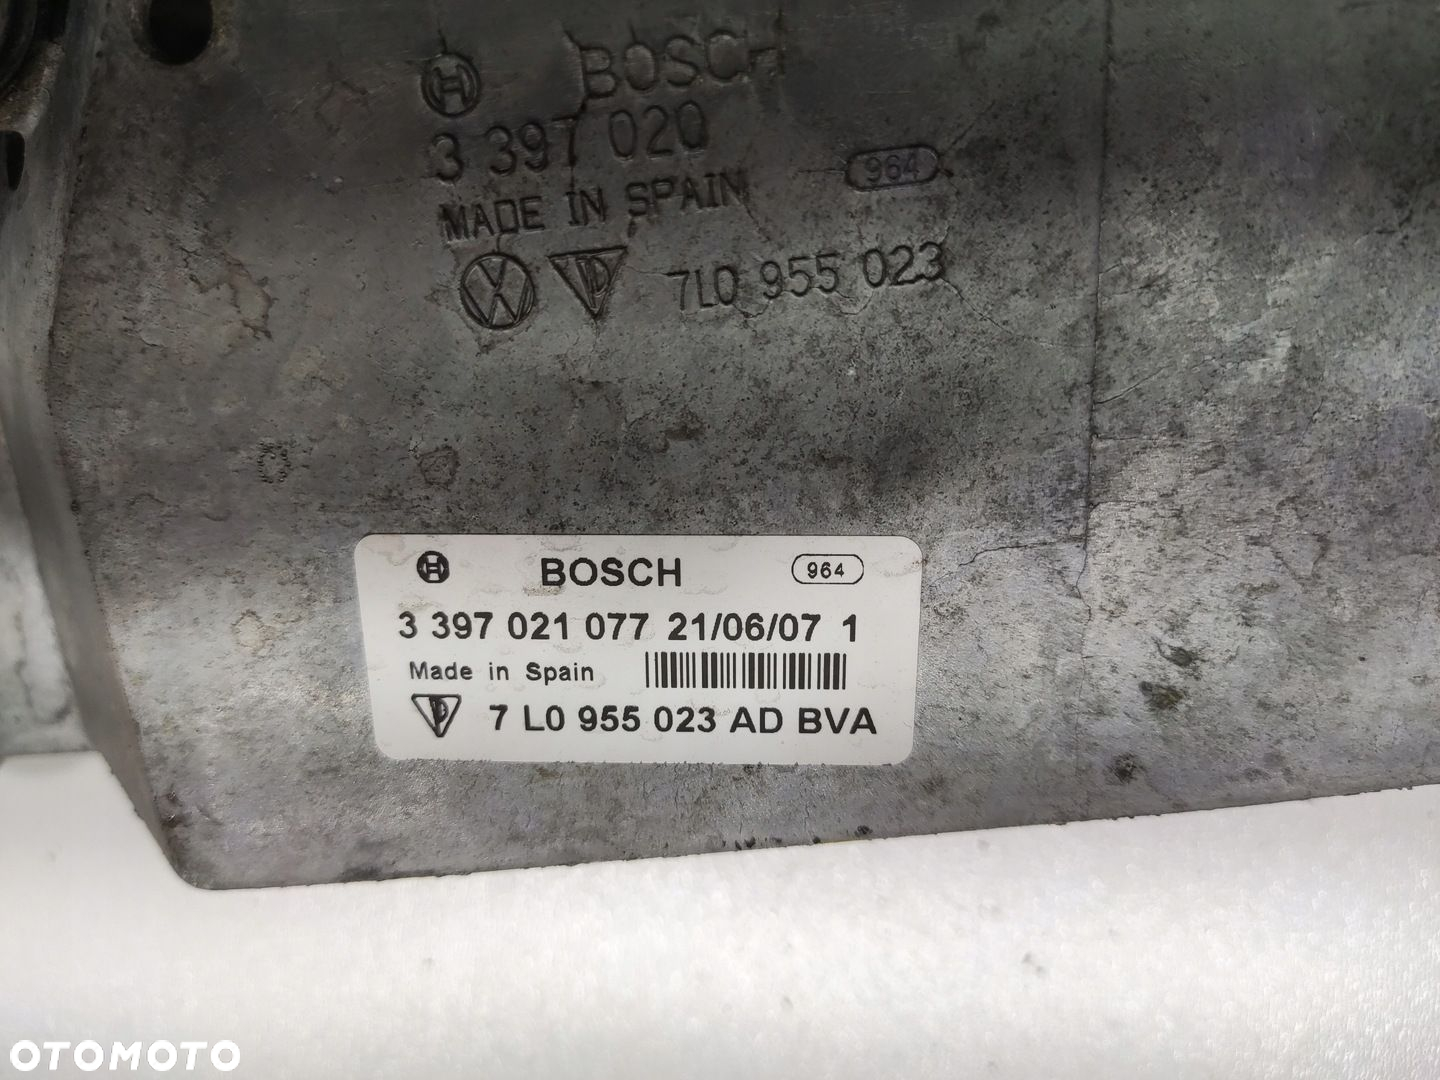 BOSCH
3 397 020
964
MADE IN SPAIN
7L0 955 023
BOSCH
964
3 397 021 077 21/06/07 1
Made in Spain
7 L0 955 023 AD BVA
OTOMOTO